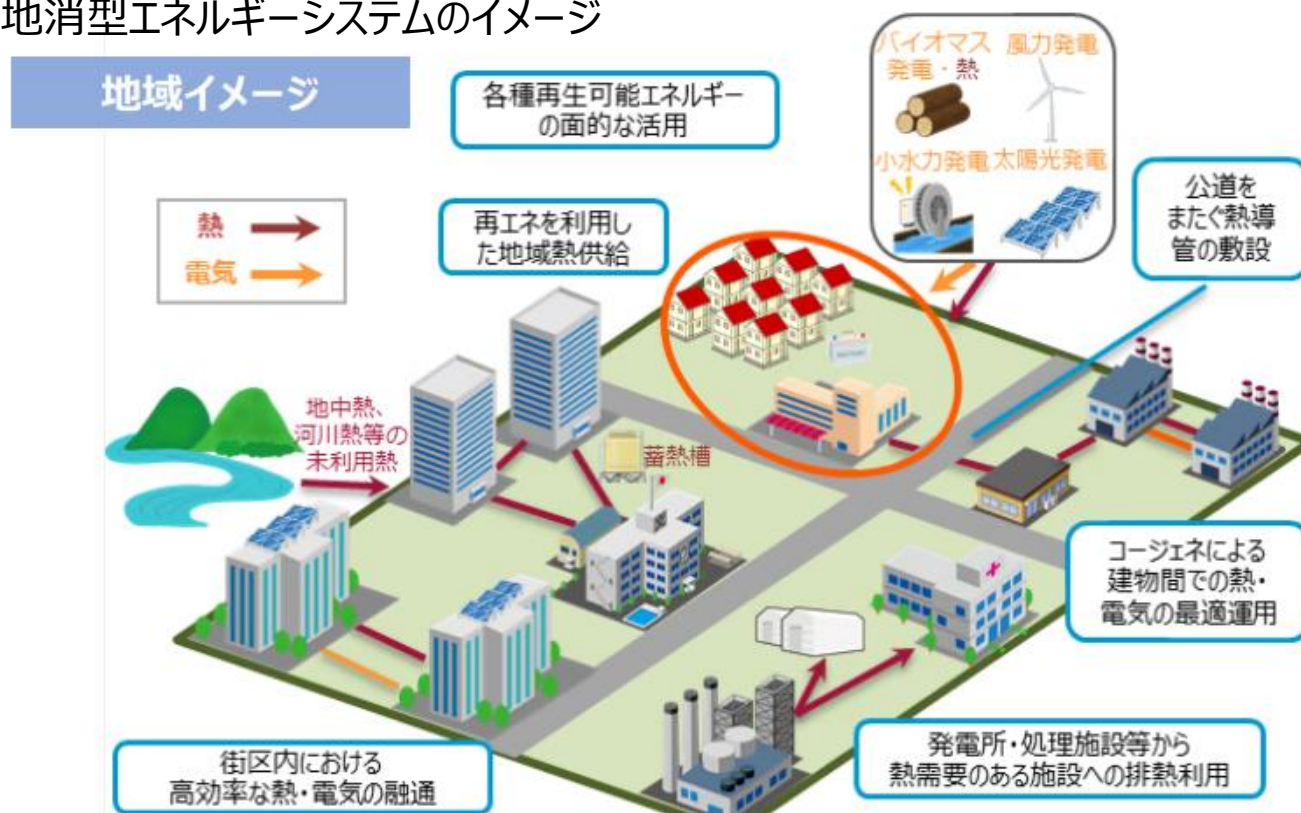 地消型エネルギーシステムのイメージ
地域イメージ
各種再生可能エネルギー
の面的な活用
バイオマス
発電・熱
風力発電
小水力発電
太陽光発電
公道を
またぐ熱導
管の敷設
熱
電気
再エネを利用し
た地域熱供給
地中熱、
河川熱等の
未利用熱
蓄熱槽
コージェネによる
建物間での熱・
電気の最適運用
街区内における
高効率な熱・電気の融通
発電所・処理施設等から
熱需要のある施設への排熱利用